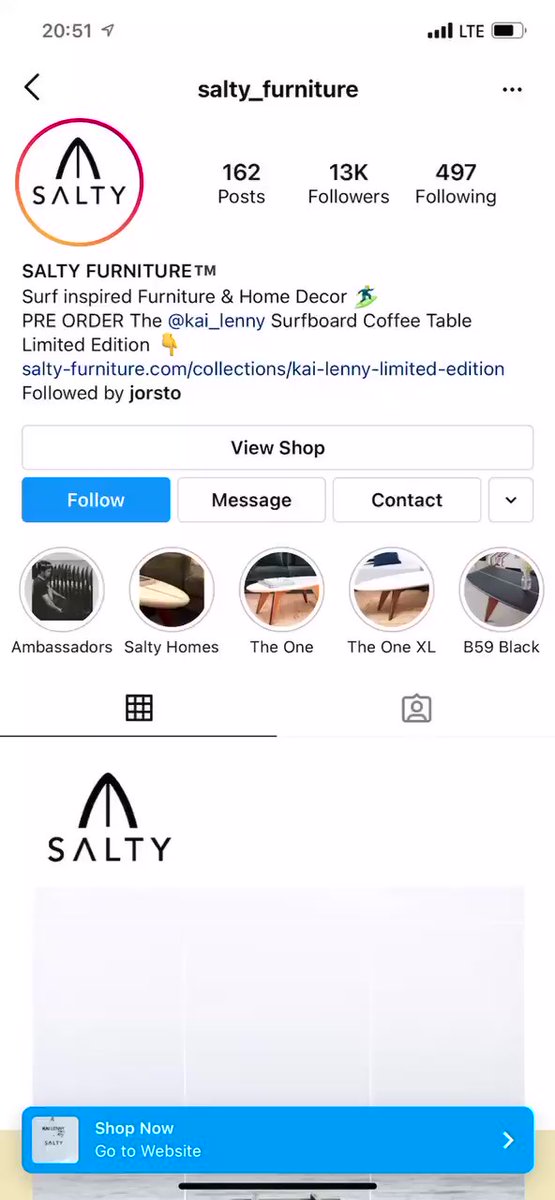 20:51
LTE
salty_furniture
SALTY
162
Posts
13K
Followers
497
Following
SALTY FURNITURE™
Surf inspired Furniture & Home Decor 🏄‍♂️
PRE ORDER The @kai_lenny Surfboard Coffee Table
Limited Edition 👇
salty-furniture.com/collections/kai-lenny-limited-edition
Followed by jorsto
View Shop
Follow
Message
Contact
Ambassadors
Salty Homes
The One
The One XL
B59 Black
SALTY
KAI LENNY
SALTY
Shop Now
Go to Website